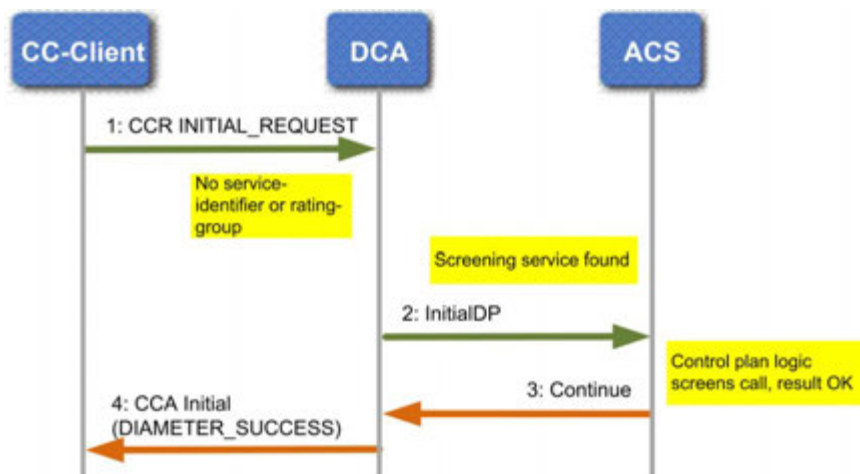 CC-Client
DCA
ACS
1: CCR INITIAL_REQUEST
No service-
identifier or rating-
group
Screening service found
2: InitialDP
Control plan logic
screens call, result OK
3: Continue
4: CCA Initial
(DIAMETER_SUCCESS)